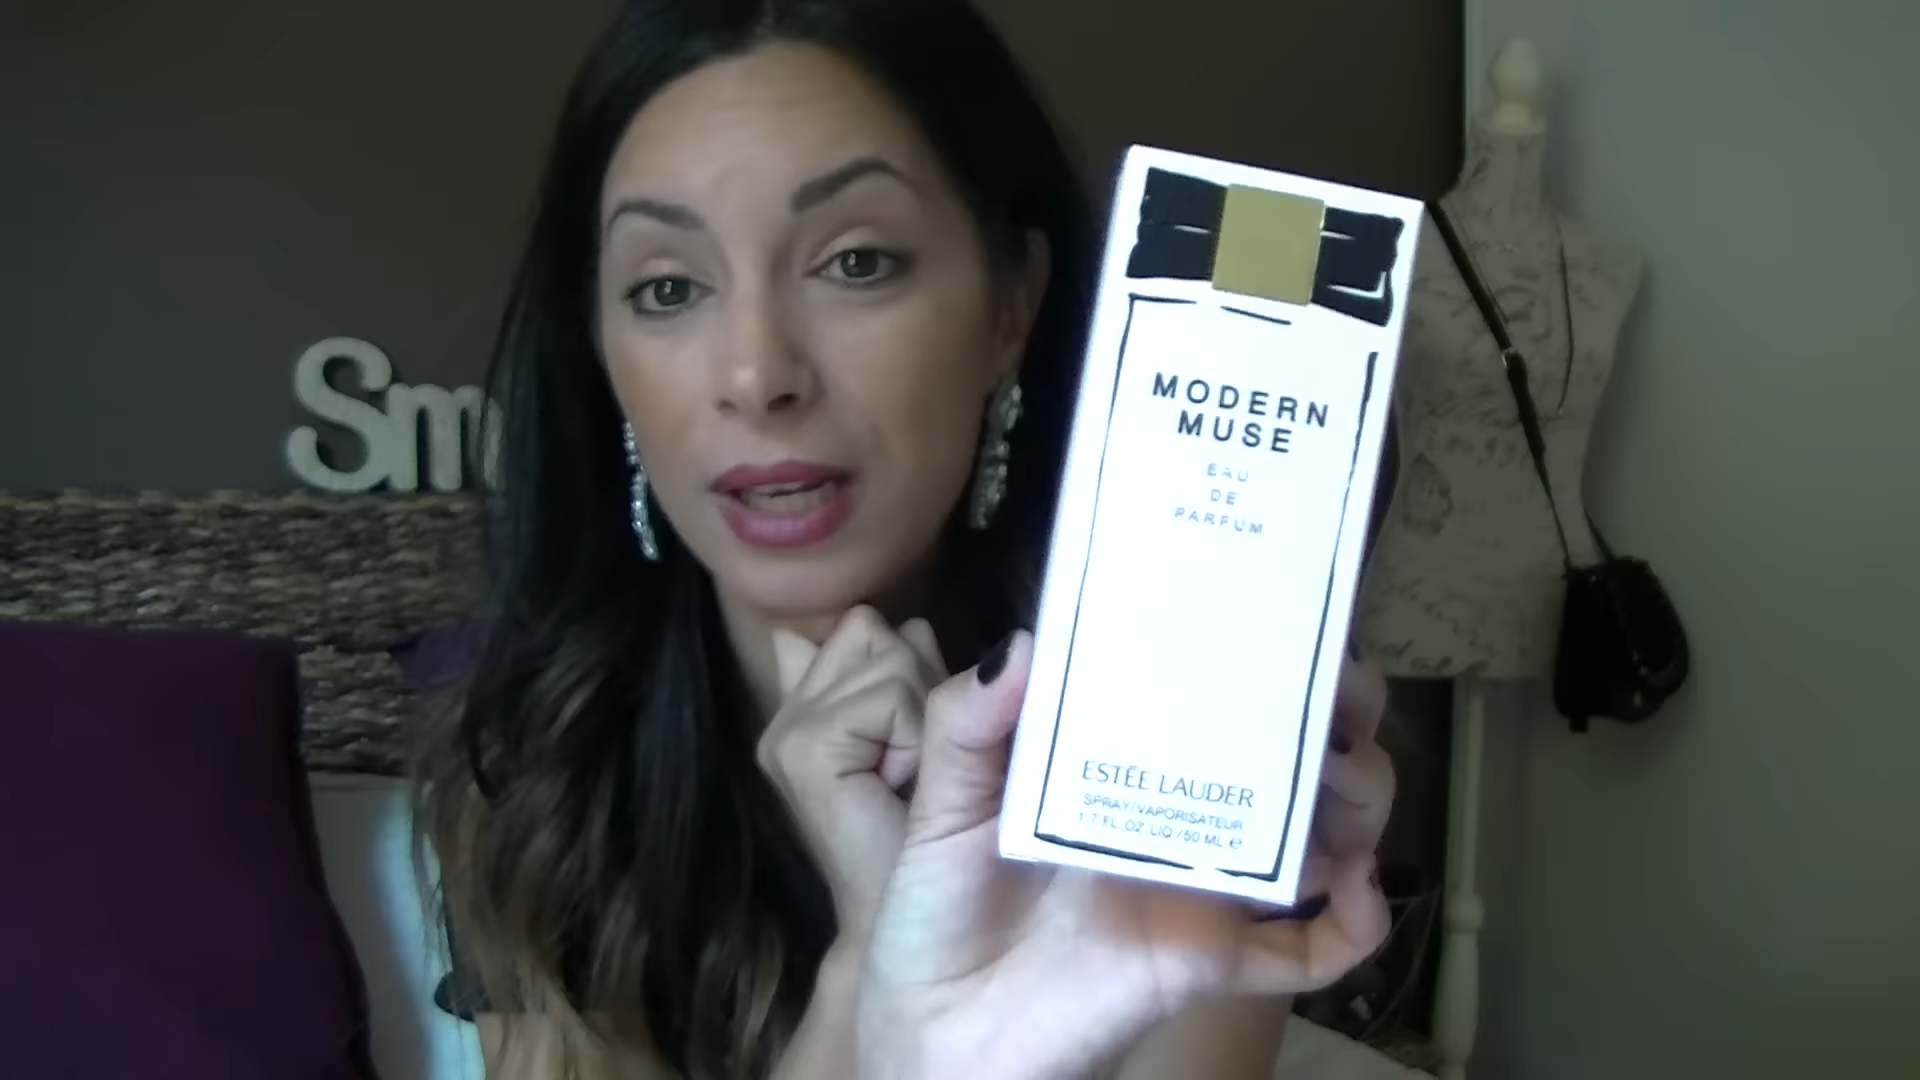 Sm
MODERN
MUSE
EAU
DE
PARFUM
ESTĒE LAUDER
SPRAY/VAPORISATEUR
1.7 FL.OZ.LIQ./50 ML e